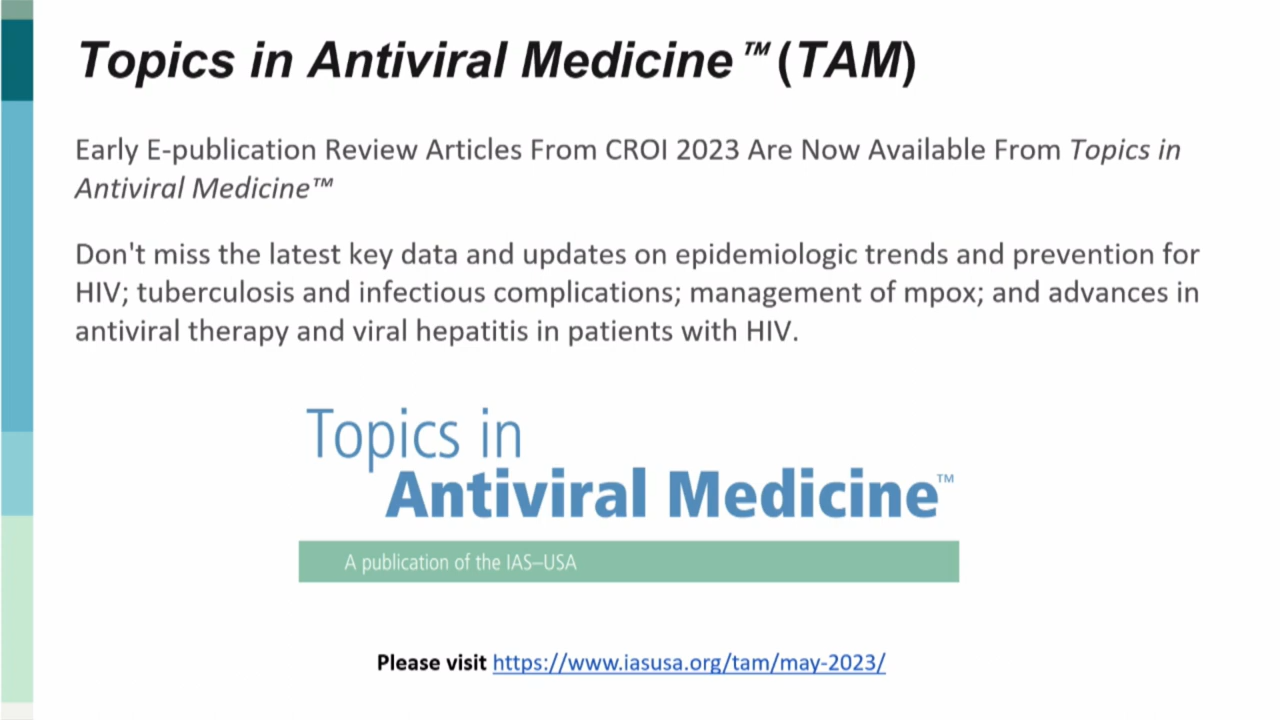 Topics in Antiviral Medicine™ (TAM)
Early E-publication Review Articles From CROI 2023 Are Now Available From Topics in
Antiviral Medicine™
Don't miss the latest key data and updates on epidemiologic trends and prevention for
HIV; tuberculosis and infectious complications; management of mpox; and advances in
antiviral therapy and viral hepatitis in patients with HIV.
Topics in
Antiviral Medicine™
A publication of the IAS–USA
Please visit https://www.iasusa.org/tam/may-2023/